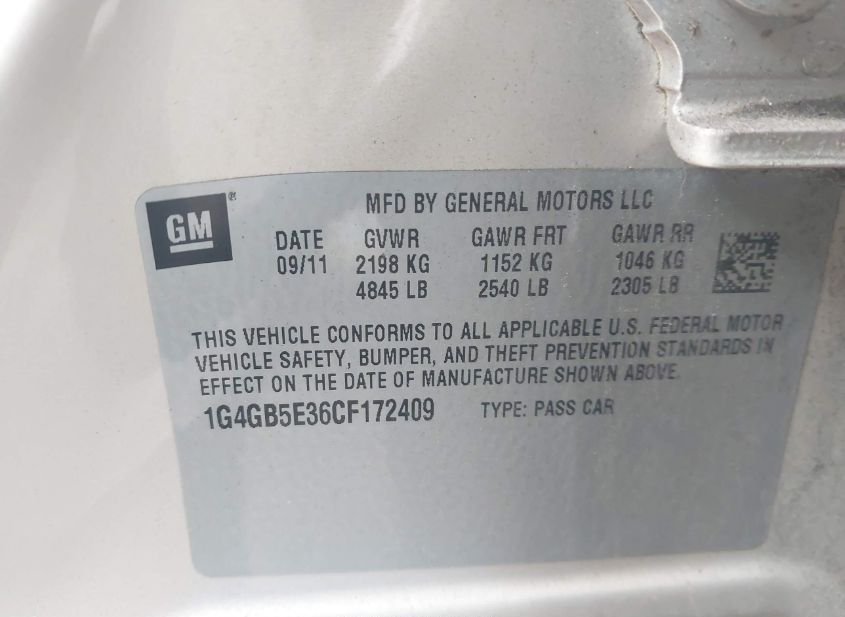 GM®
MFD BY GENERAL MOTORS LLC
DATE GVWR GAWR FRT GAWR RR
09/11 2198 KG 1152 KG 1046 KG
4845 LB 2540 LB 2305 LB
THIS VEHICLE CONFORMS TO ALL APPLICABLE U.S. FEDERAL MOTOR
VEHICLE SAFETY, BUMPER, AND THEFT PREVENTION STANDARDS IN
EFFECT ON THE DATE OF MANUFACTURE SHOWN ABOVE.
1G4GB5E36CF172409 TYPE: PASS CAR